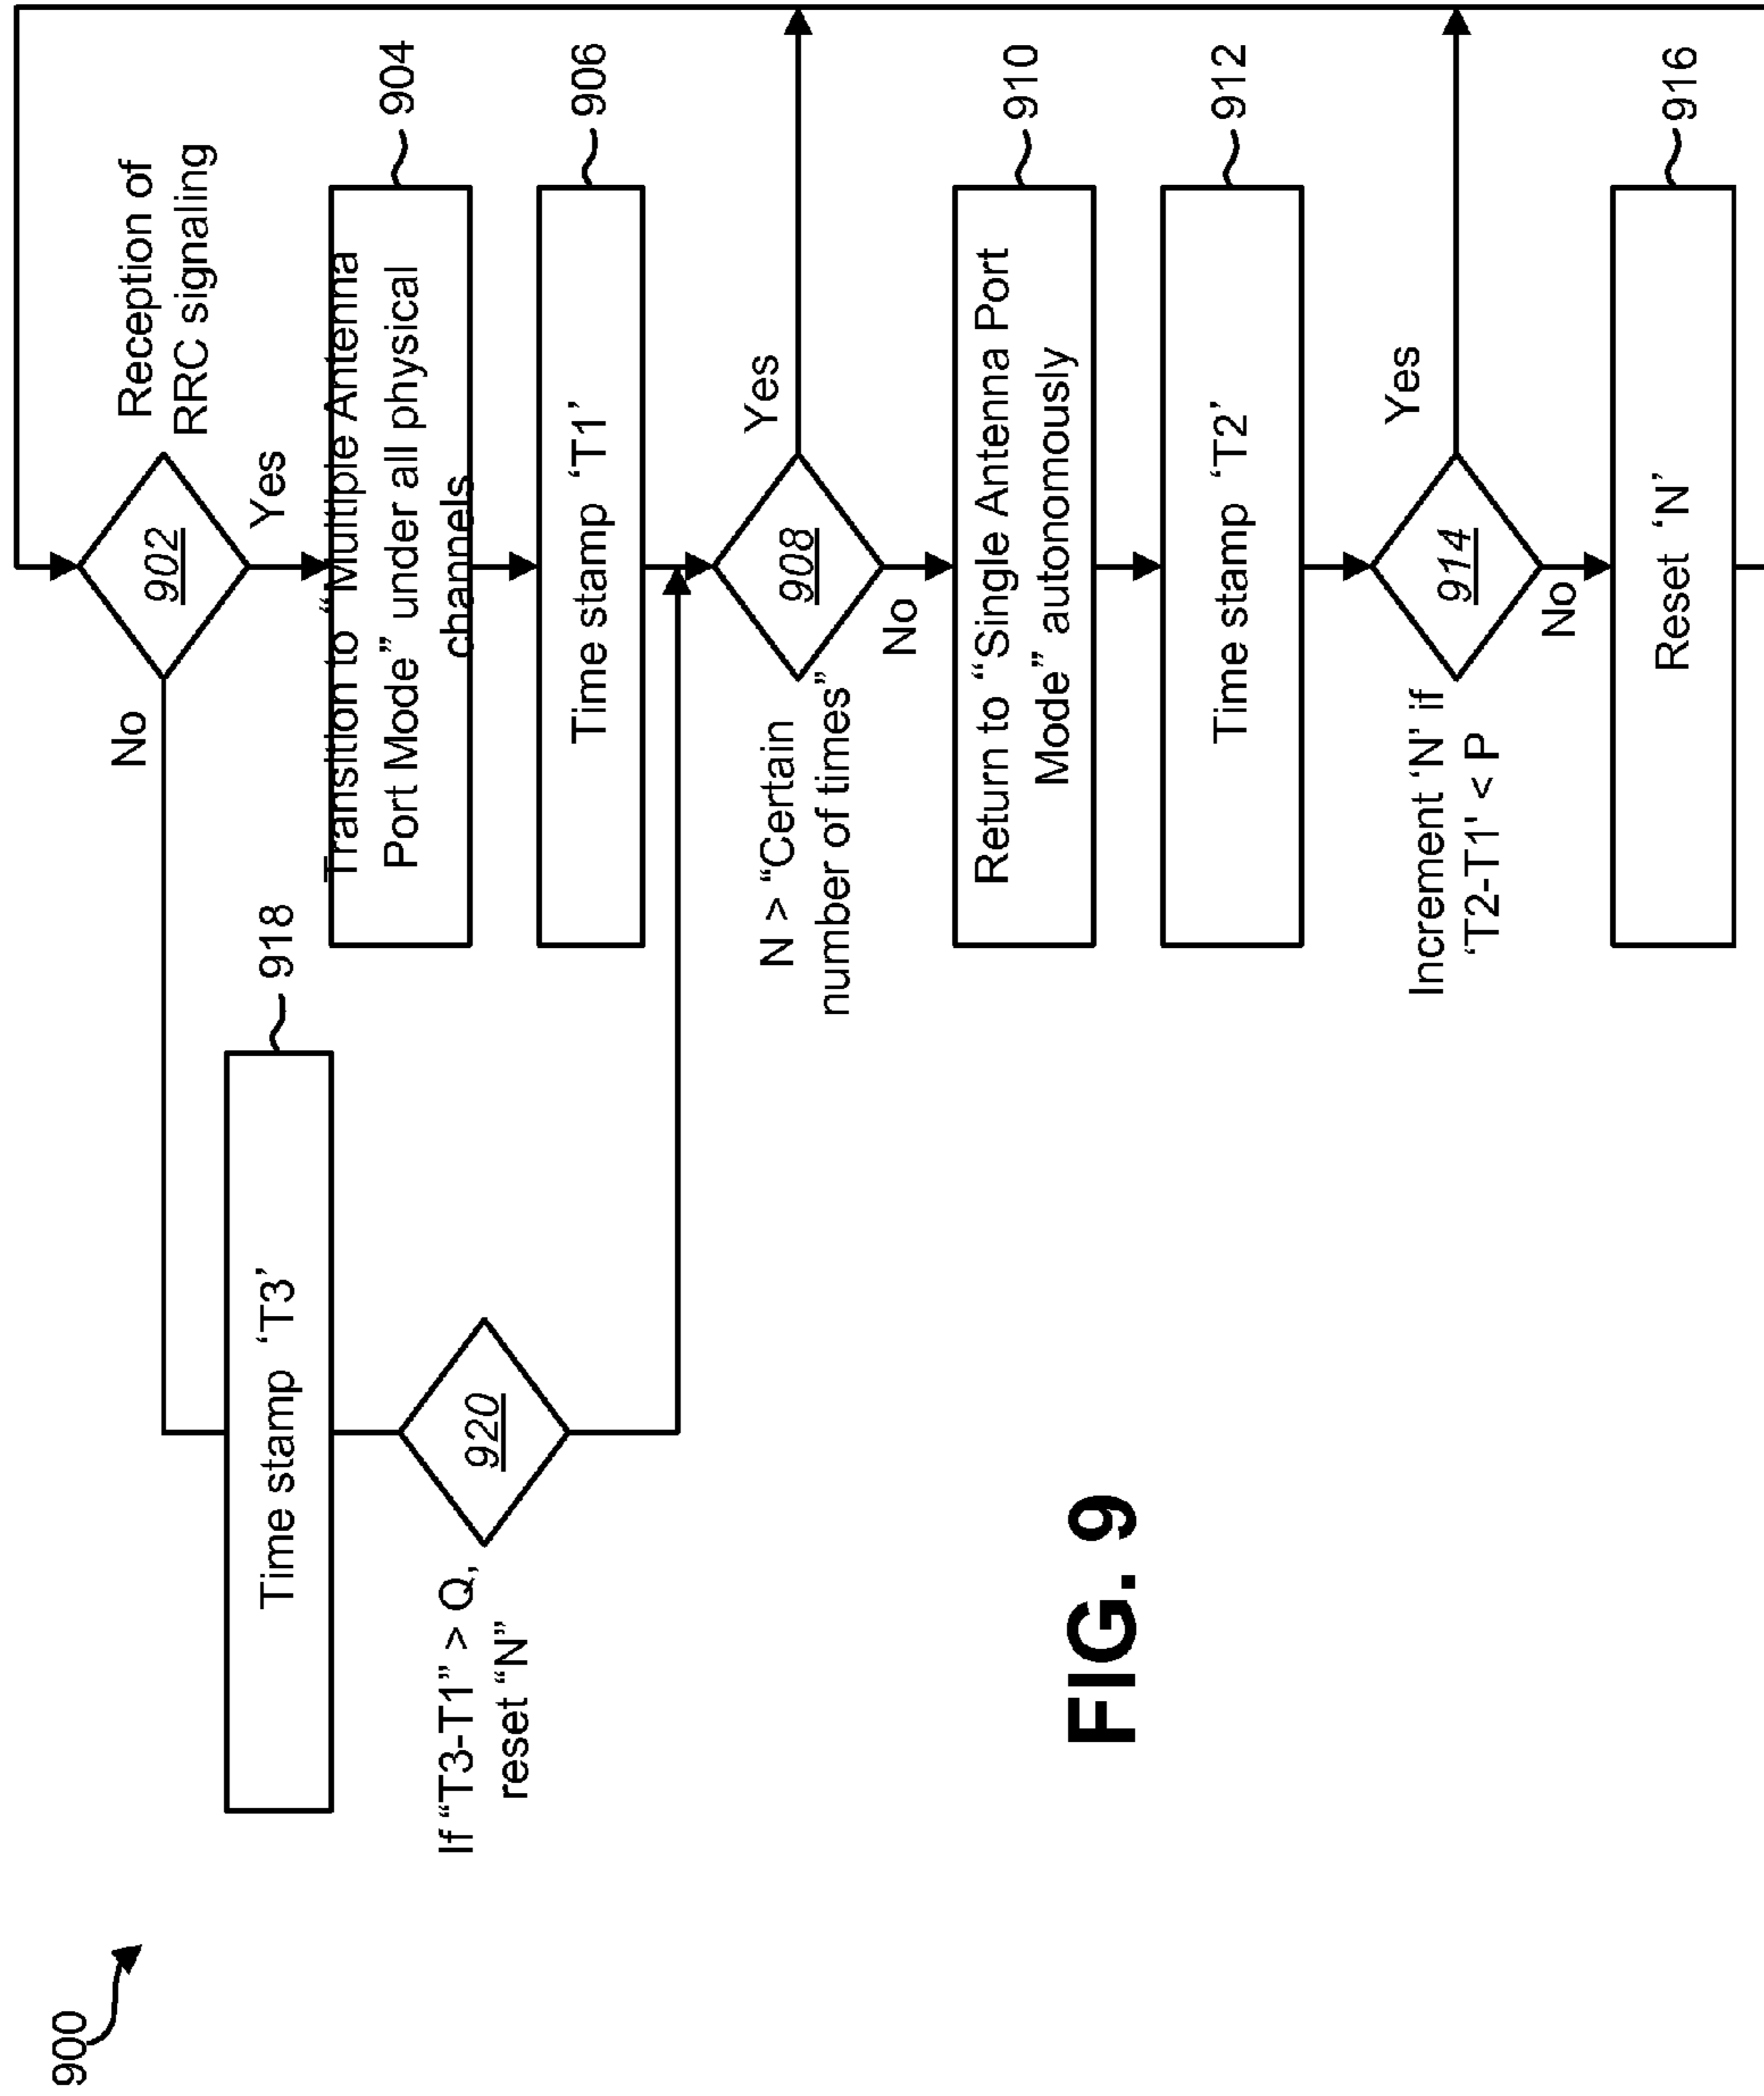 900
Reception of
RRC signaling
902
No
Yes
Transition to “Multiple Antenna
Port Mode” under all physical
channels
904
Time stamp ‘T1’
906
N > “Certain
number of times”
908
Yes
No
Return to “Single Antenna Port
Mode” autonomously
910
Time stamp ‘T2’
912
Increment ‘N’ if
‘T2-T1' < P
914
Yes
No
Reset ‘N’
916
Time stamp ‘T3’
918
If “T3-T1” > Q,
reset “N”
920
FIG. 9